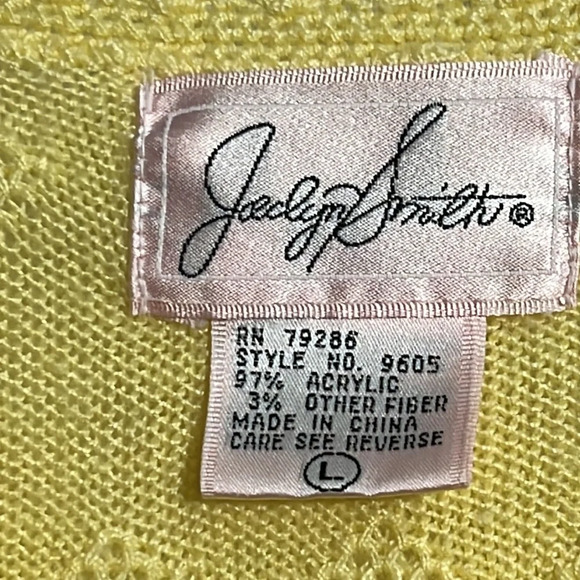 Jaclyn Smith®
RN 79286
STYLE NO. 9605
97% ACRYLIC
3% OTHER FIBER
MADE IN CHINA
CARE SEE REVERSE
L